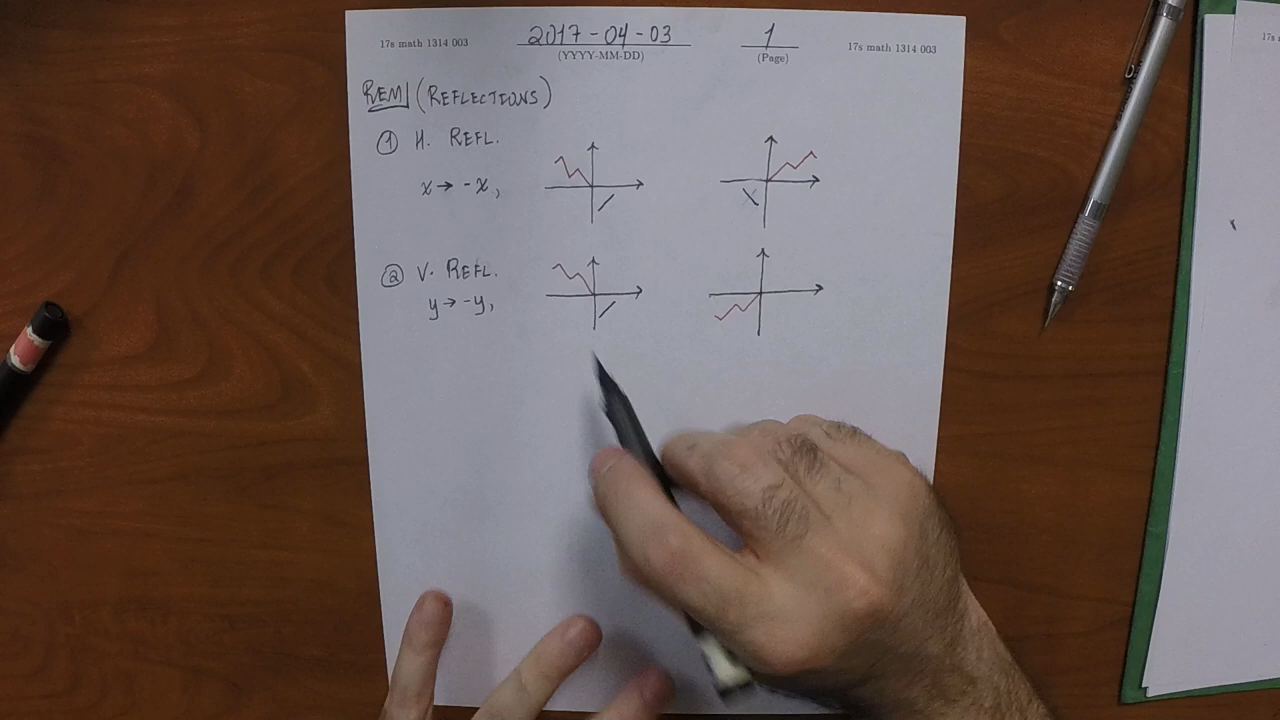 17s math 1314 003 2017-04-03 1 17s math 1314 003
(YYYY-MM-DD) (Page)
REM (REFLECTIONS)
① H. REFL.
x → -x,
② V. REFL.
y → -y,